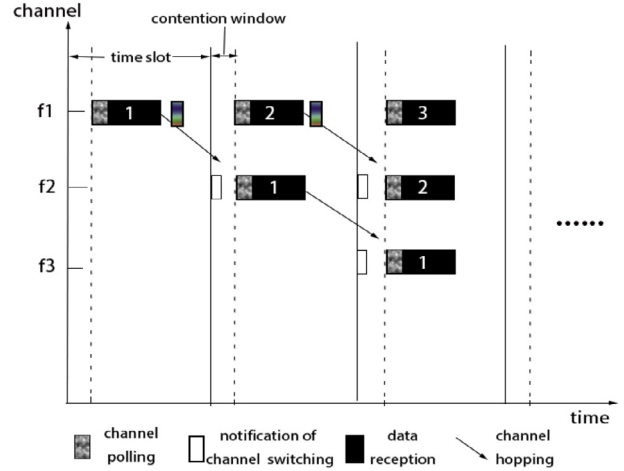 channel
contention window
time slot
f1
1
2
3
f2
1
2
f3
1
......
time
channel
polling
notification of
channel switching
data
reception
channel
hopping